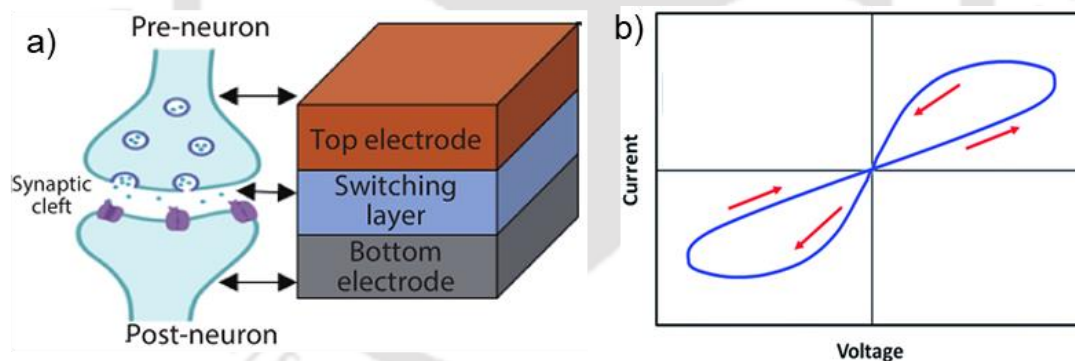 a)
Pre-neuron
Synaptic
cleft
Post-neuron
Top electrode
Switching
layer
Bottom
electrode
b)
Current
Voltage